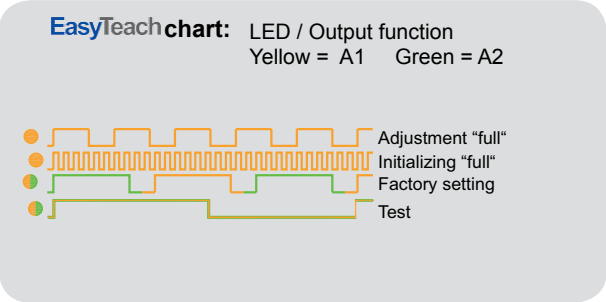 EasyTeach chart: LED / Output function
Yellow = A1 Green = A2
Adjustment “full“
Initializing “full“
Factory setting
Test